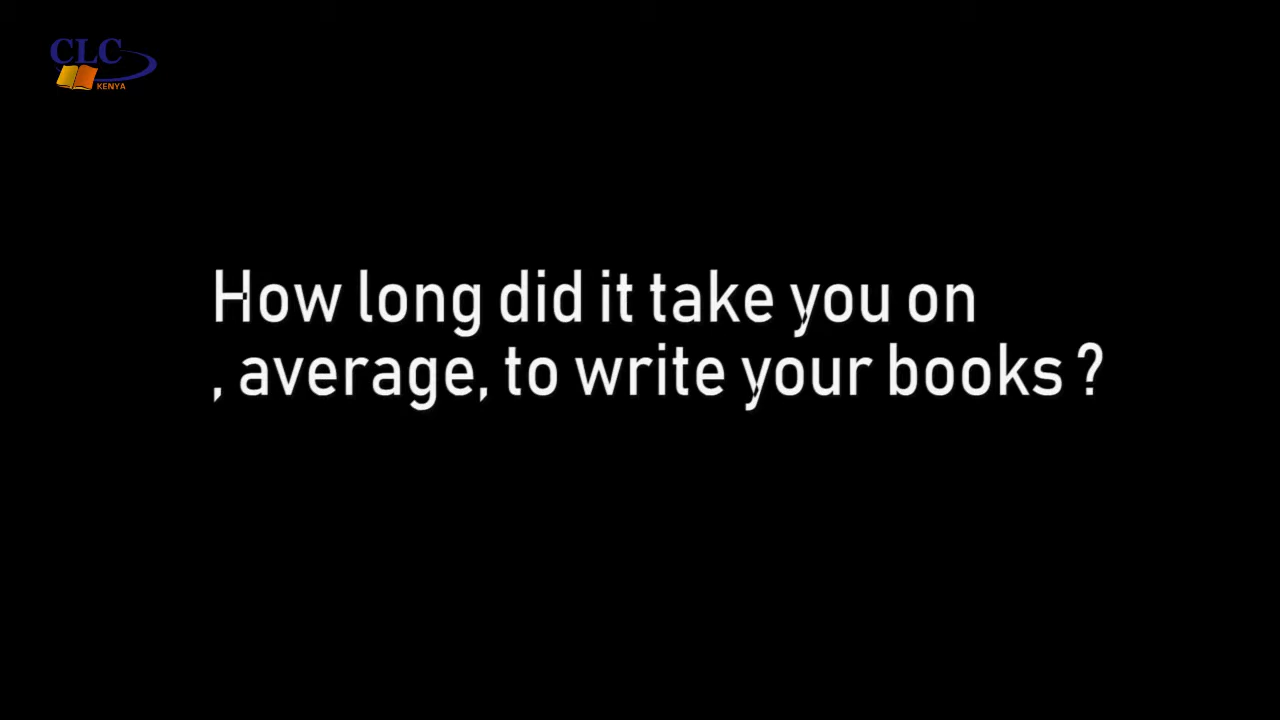 CLC
KENYA
How long did it take you on
, average, to write your books ?